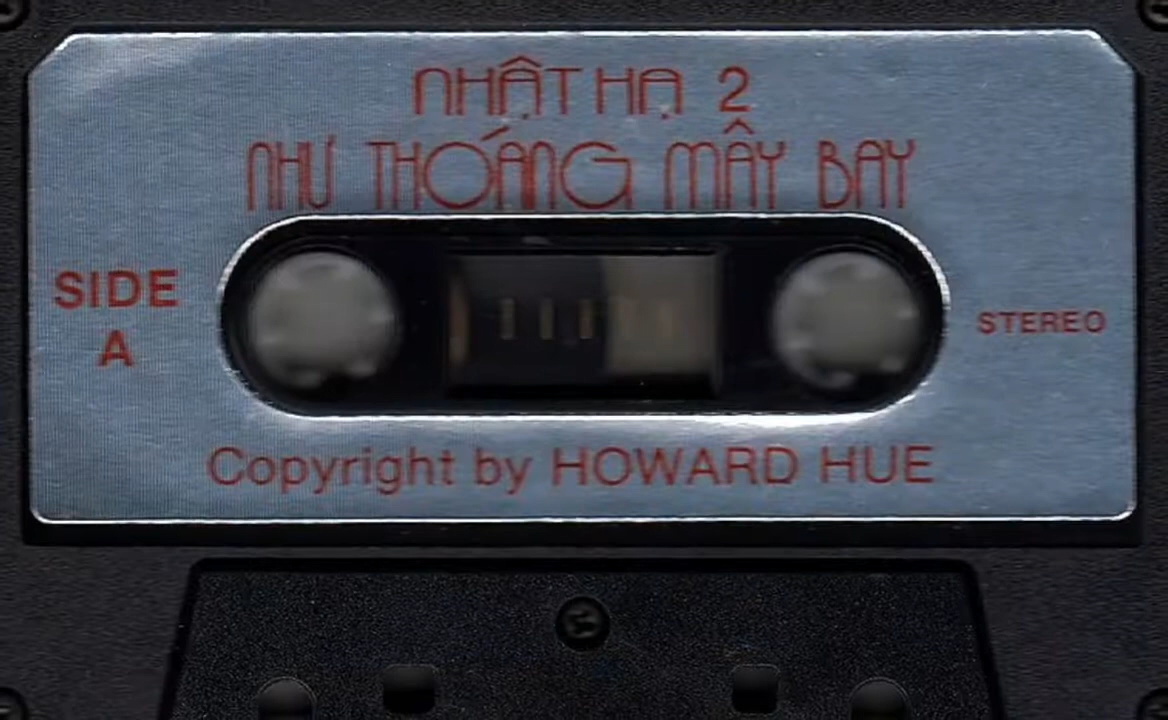 NHẬT HẠ 2
NHƯ THOÁNG MÂY BAY
SIDE
A
STEREO
Copyright by HOWARD HUE